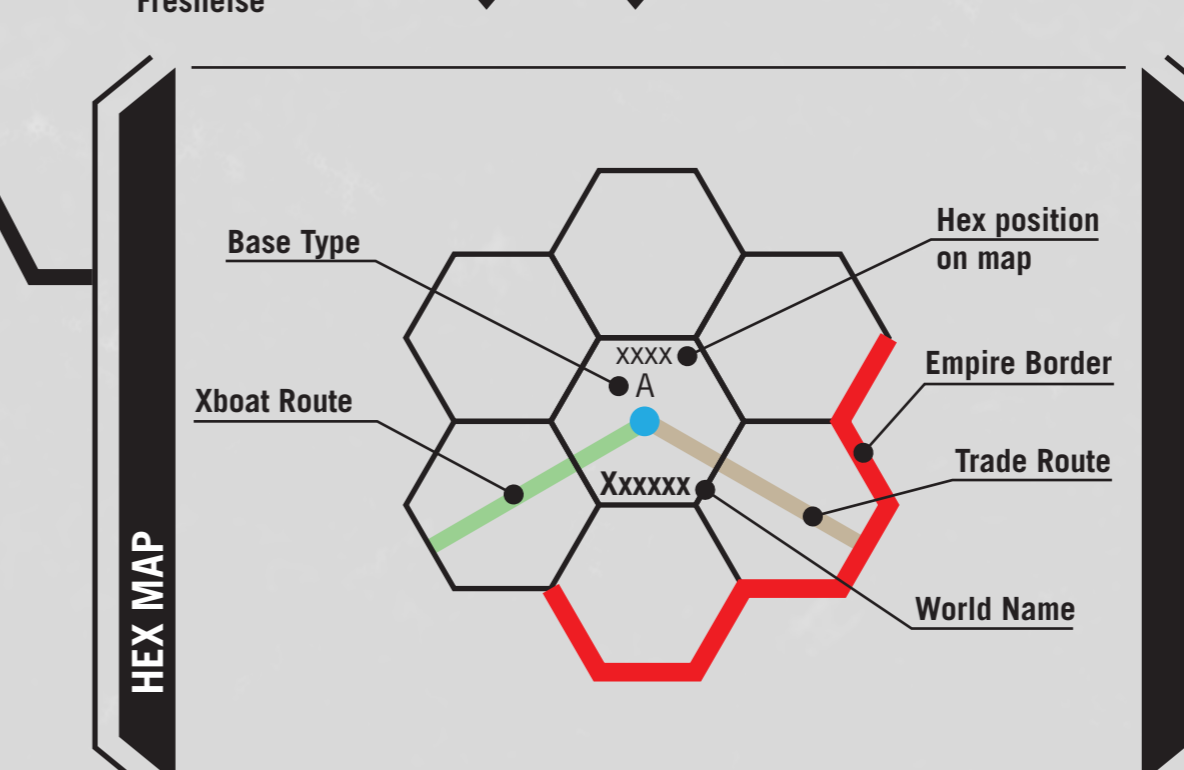 HEX MAP
Base Type
Hex position
on map
xxxx
A
Empire Border
Xboat Route
Trade Route
Xxxxxx
World Name